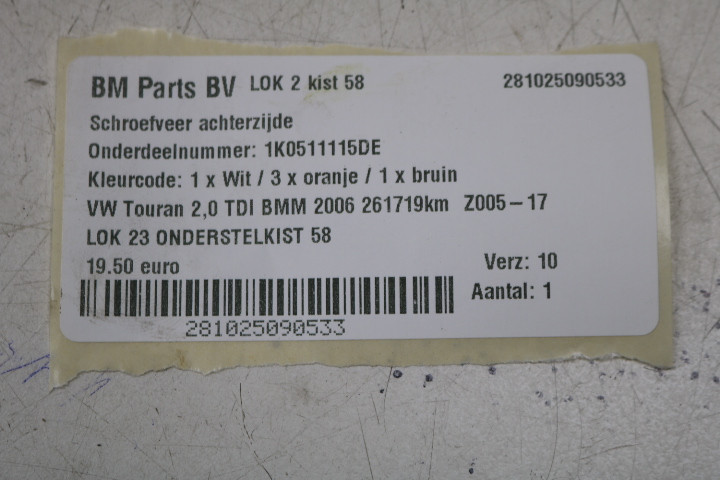 BM Parts BV LOK 2 kist 58 281025090533
Schroefveer achterzijde
Onderdeelnummer: 1K0511115DE
Kleurcode: 1 x Wit / 3 x oranje / 1 x bruin
VW Touran 2,0 TDI BMM 2006 261719km Z005-17
LOK 23 ONDERSTELKIST 58
19.50 euro Verz: 10
Aantal: 1
281025090533